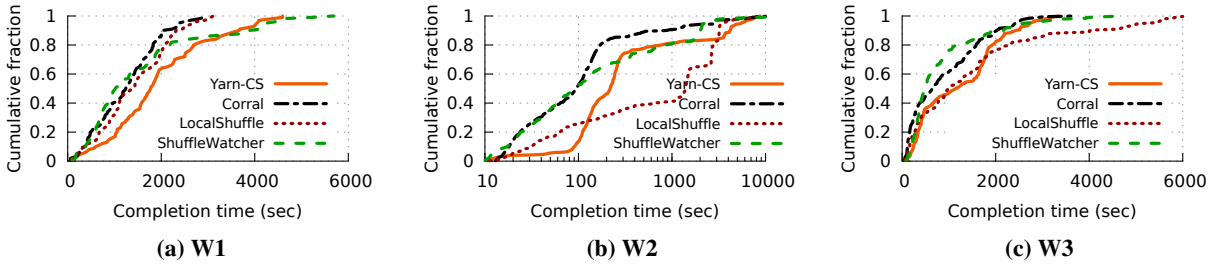 Cumulative fraction
1
0.8
0.6
0.4
0.2
0
Yarn-CS
Corral
LocalShuffle
ShuffleWatcher
0 2000 4000 6000
Completion time (sec)
(a) W1
Cumulative fraction
1
0.8
0.6
0.4
0.2
0
Yarn-CS
Corral
LocalShuffle
ShuffleWatcher
10 100 1000 10000
Completion time (sec)
(b) W2
Cumulative fraction
1
0.8
0.6
0.4
0.2
0
Yarn-CS
Corral
LocalShuffle
ShuffleWatcher
0 2000 4000 6000
Completion time (sec)
(c) W3